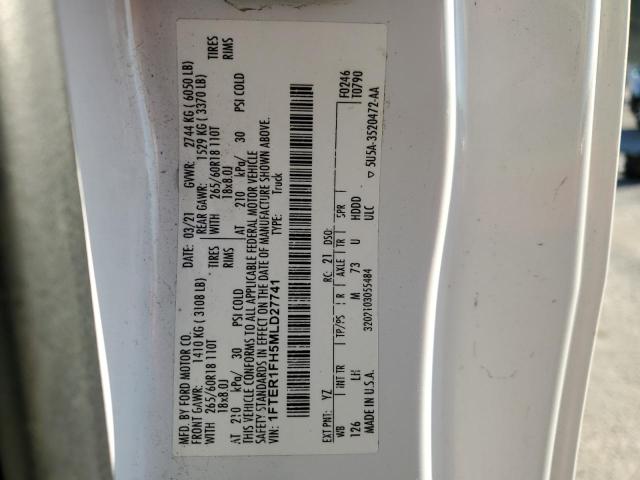 MFD. BY FORD MOTOR CO.
DATE: 03/21 GVWR: 2744 KG ( 6050 LB)
FRONT GAWR: 1410 KG ( 3108 LB) REAR GAWR: 1529 KG ( 3370 LB)
WITH 265/60R18 110T TIRES WITH 265/60R18 110T TIRES
18x8.0J RIMS 18x8.0J RIMS
AT 210 kPa/ 30 PSI COLD AT 210 kPa/ 30 PSI COLD
THIS VEHICLE CONFORMS TO ALL APPLICABLE FEDERAL MOTOR VEHICLE
SAFETY STANDARDS IN EFFECT ON THE DATE OF MANUFACTURE SHOWN ABOVE.
VIN: 1FTER1FH5MLD27741 TYPE: Truck
F0246
T0790
EXT PNT: YZ RC: 21 DSO:
WB INT TR TP/PS R AXLE TR SPR
126 LH M 73 U HDDD
MADE IN U.S.A. ULC
3207103055484 5U5A-3520472-AA